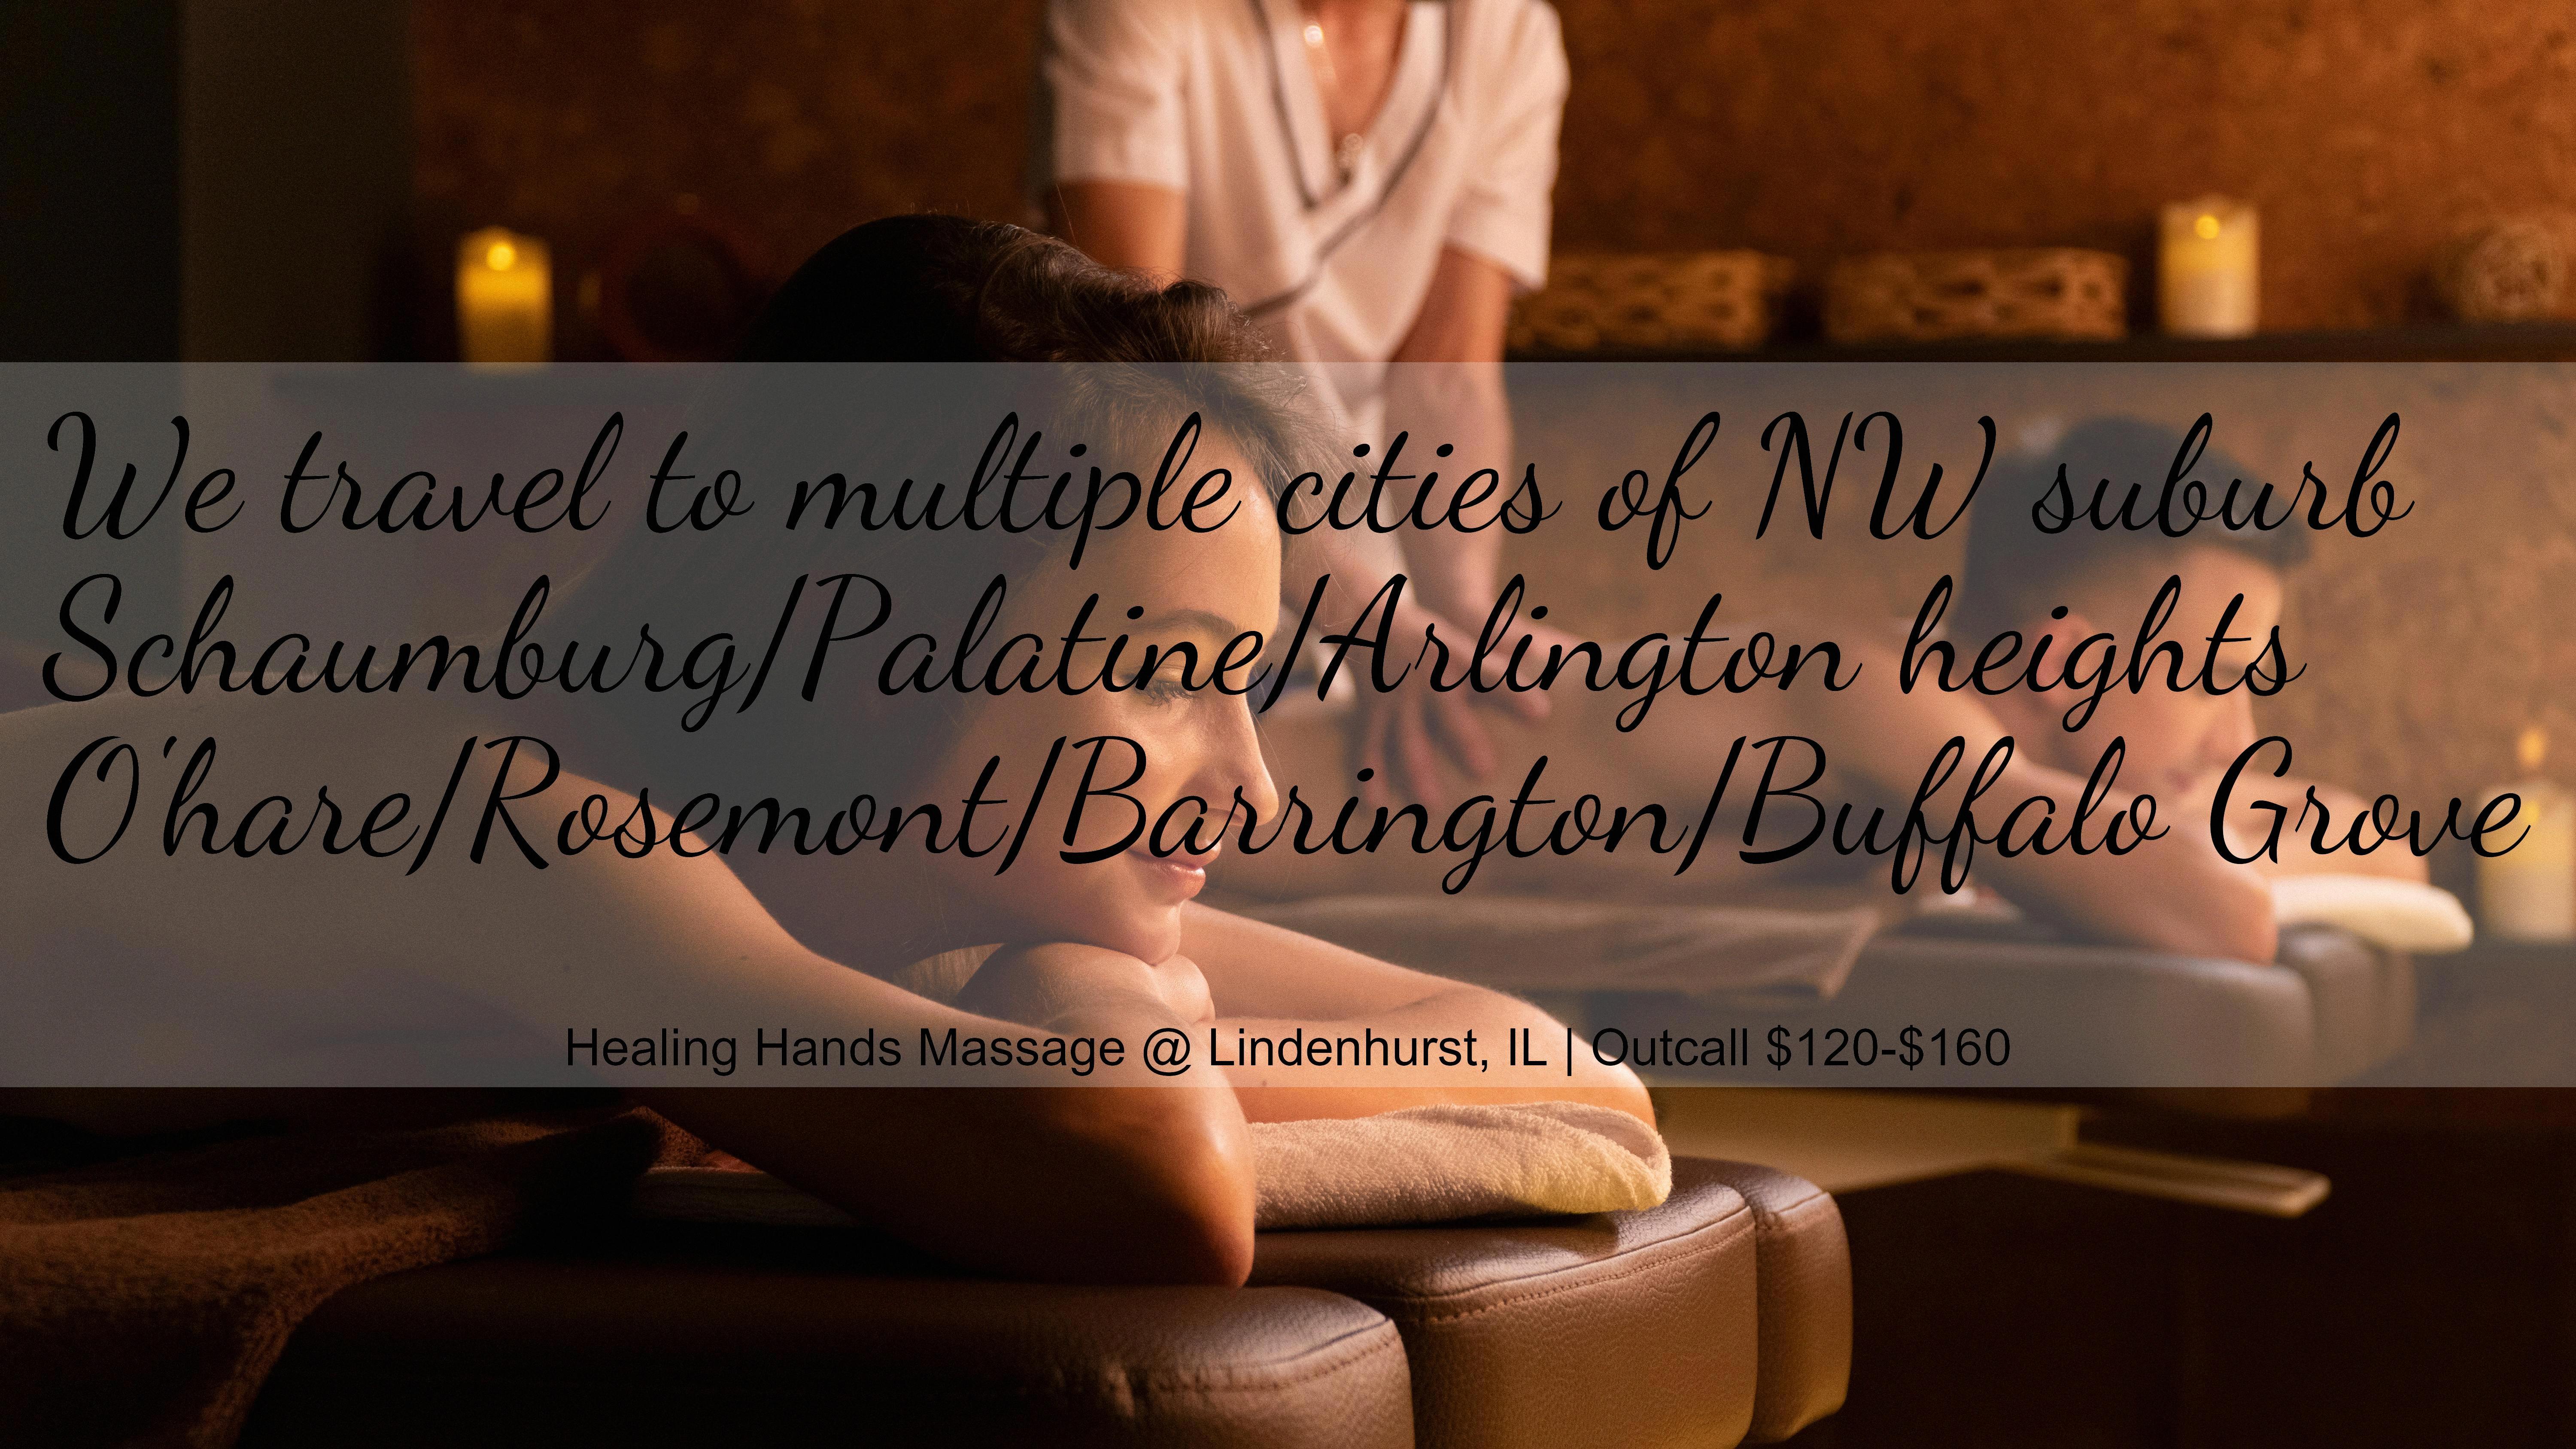 We travel to multiple cities of NW suburb
Schaumburg/Palatine/Arlington heights
O'hare/Rosemont/Barrington/Buffalo Grove
Healing Hands Massage @ Lindenhurst, IL | Outcall $120-$160